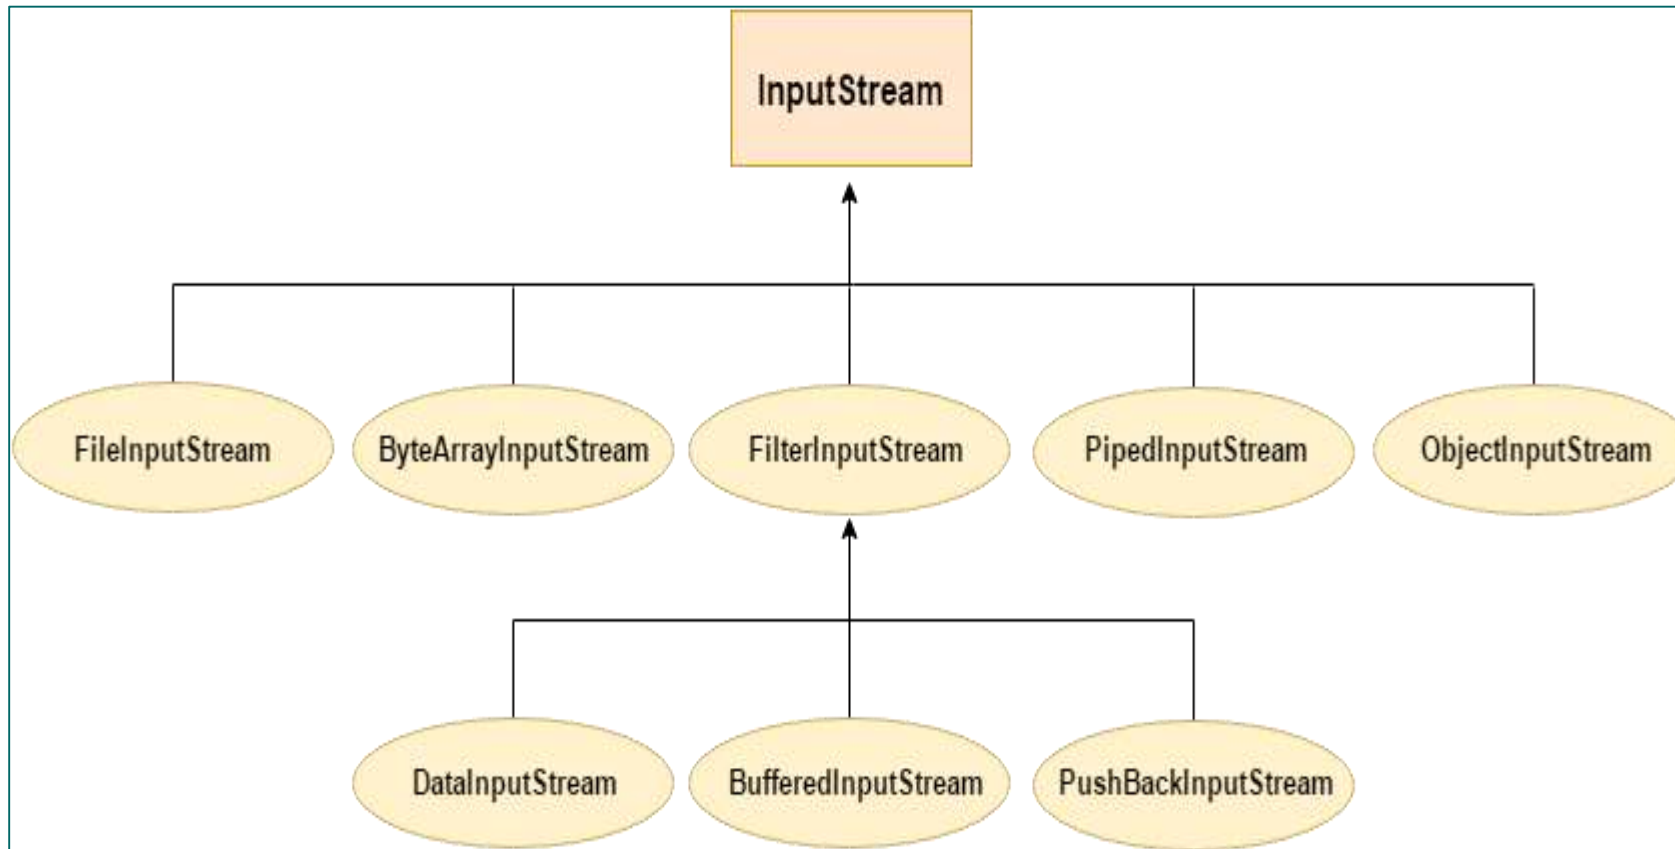 InputStream
FileInputStream
ByteArrayInputStream
FilterInputStream
PipedInputStream
ObjectInputStream
DataInputStream
BufferedInputStream
PushBackInputStream